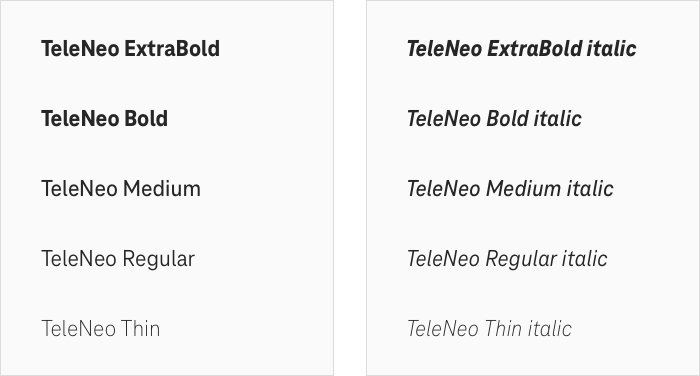 TeleNeo ExtraBold
TeleNeo Bold
TeleNeo Medium
TeleNeo Regular
TeleNeo Thin
TeleNeo ExtraBold italic
TeleNeo Bold italic
TeleNeo Medium italic
TeleNeo Regular italic
TeleNeo Thin italic